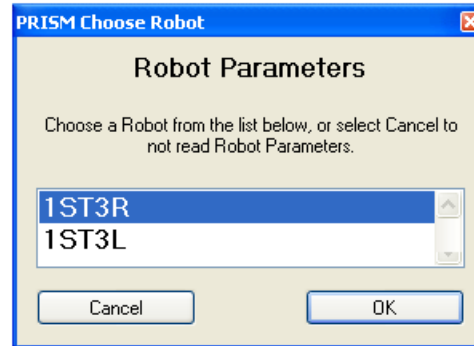 PRISM Choose Robot
Robot Parameters
Choose a Robot from the list below, or select Cancel to
not read Robot Parameters.
1ST3R
1ST3L
Cancel
OK